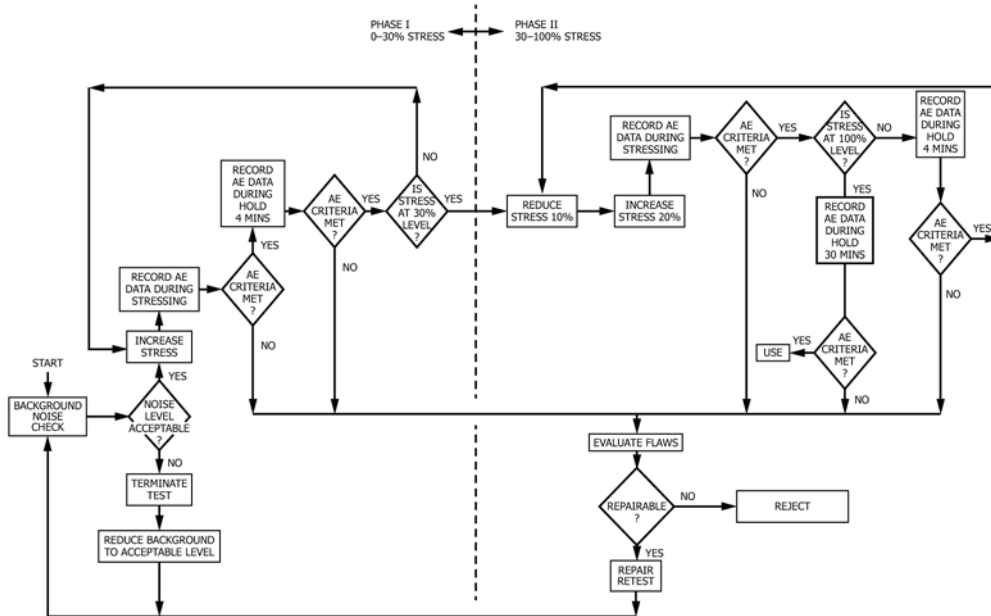 PHASE I
0–30% STRESS
PHASE II
30–100% STRESS
NO
YES
RECORD
AE DATA
DURING
HOLD
4 MINS
AE
CRITERIA
MET
?
YES
IS
STRESS
AT 30%
LEVEL
?
YES
NO
RECORD AE
DATA DURING
STRESSING
AE
CRITERIA
MET
?
NO
INCREASE
STRESS
YES
START
BACKGROUND
NOISE
CHECK
NOISE
LEVEL
ACCEPTABLE
?
NO
TERMINATE
TEST
REDUCE BACKGROUND
TO ACCEPTABLE LEVEL
REDUCE
STRESS 10%
INCREASE
STRESS 20%
RECORD AE
DATA DURING
STRESSING
AE
CRITERIA
MET
?
YES
NO
IS
STRESS
AT 100%
LEVEL
?
NO
YES
RECORD
AE DATA
DURING
HOLD
4 MINS
RECORD
AE DATA
DURING
HOLD
30 MINS
AE
CRITERIA
MET
?
YES
NO
USE
YES
AE
CRITERIA
MET
?
NO
EVALUATE FLAWS
REPAIRABLE
?
NO
REJECT
YES
REPAIR
RETEST